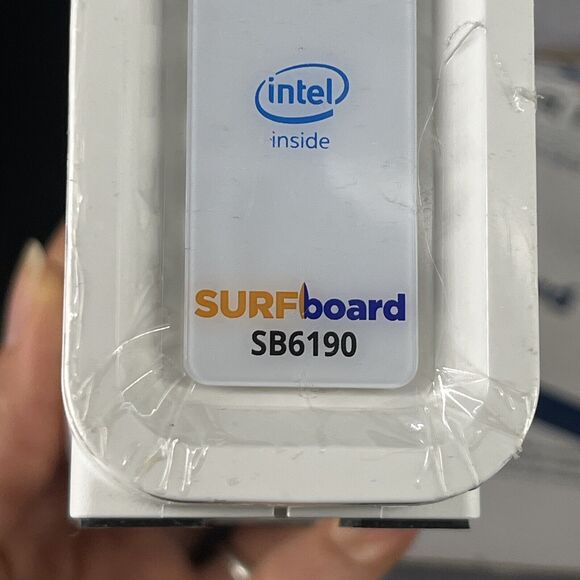 intel
inside
SURFboard
SB6190